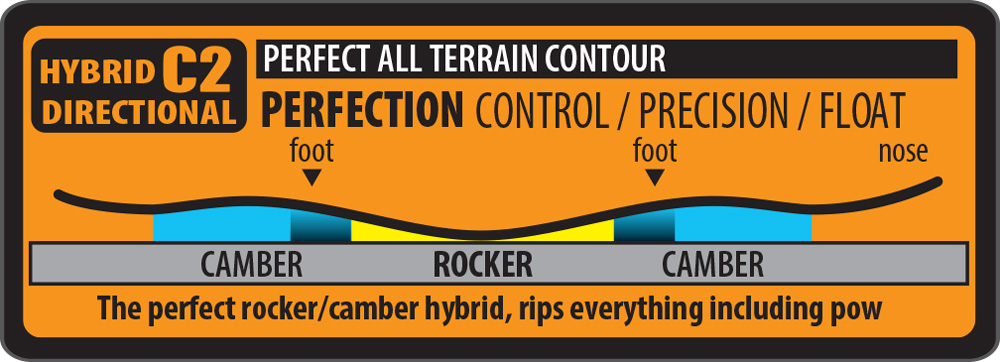 HYBRID C2
DIRECTIONAL
PERFECT ALL TERRAIN CONTOUR
PERFECTION CONTROL / PRECISION / FLOAT
foot foot nose
CAMBER ROCKER CAMBER
The perfect rocker/camber hybrid, rips everything including pow